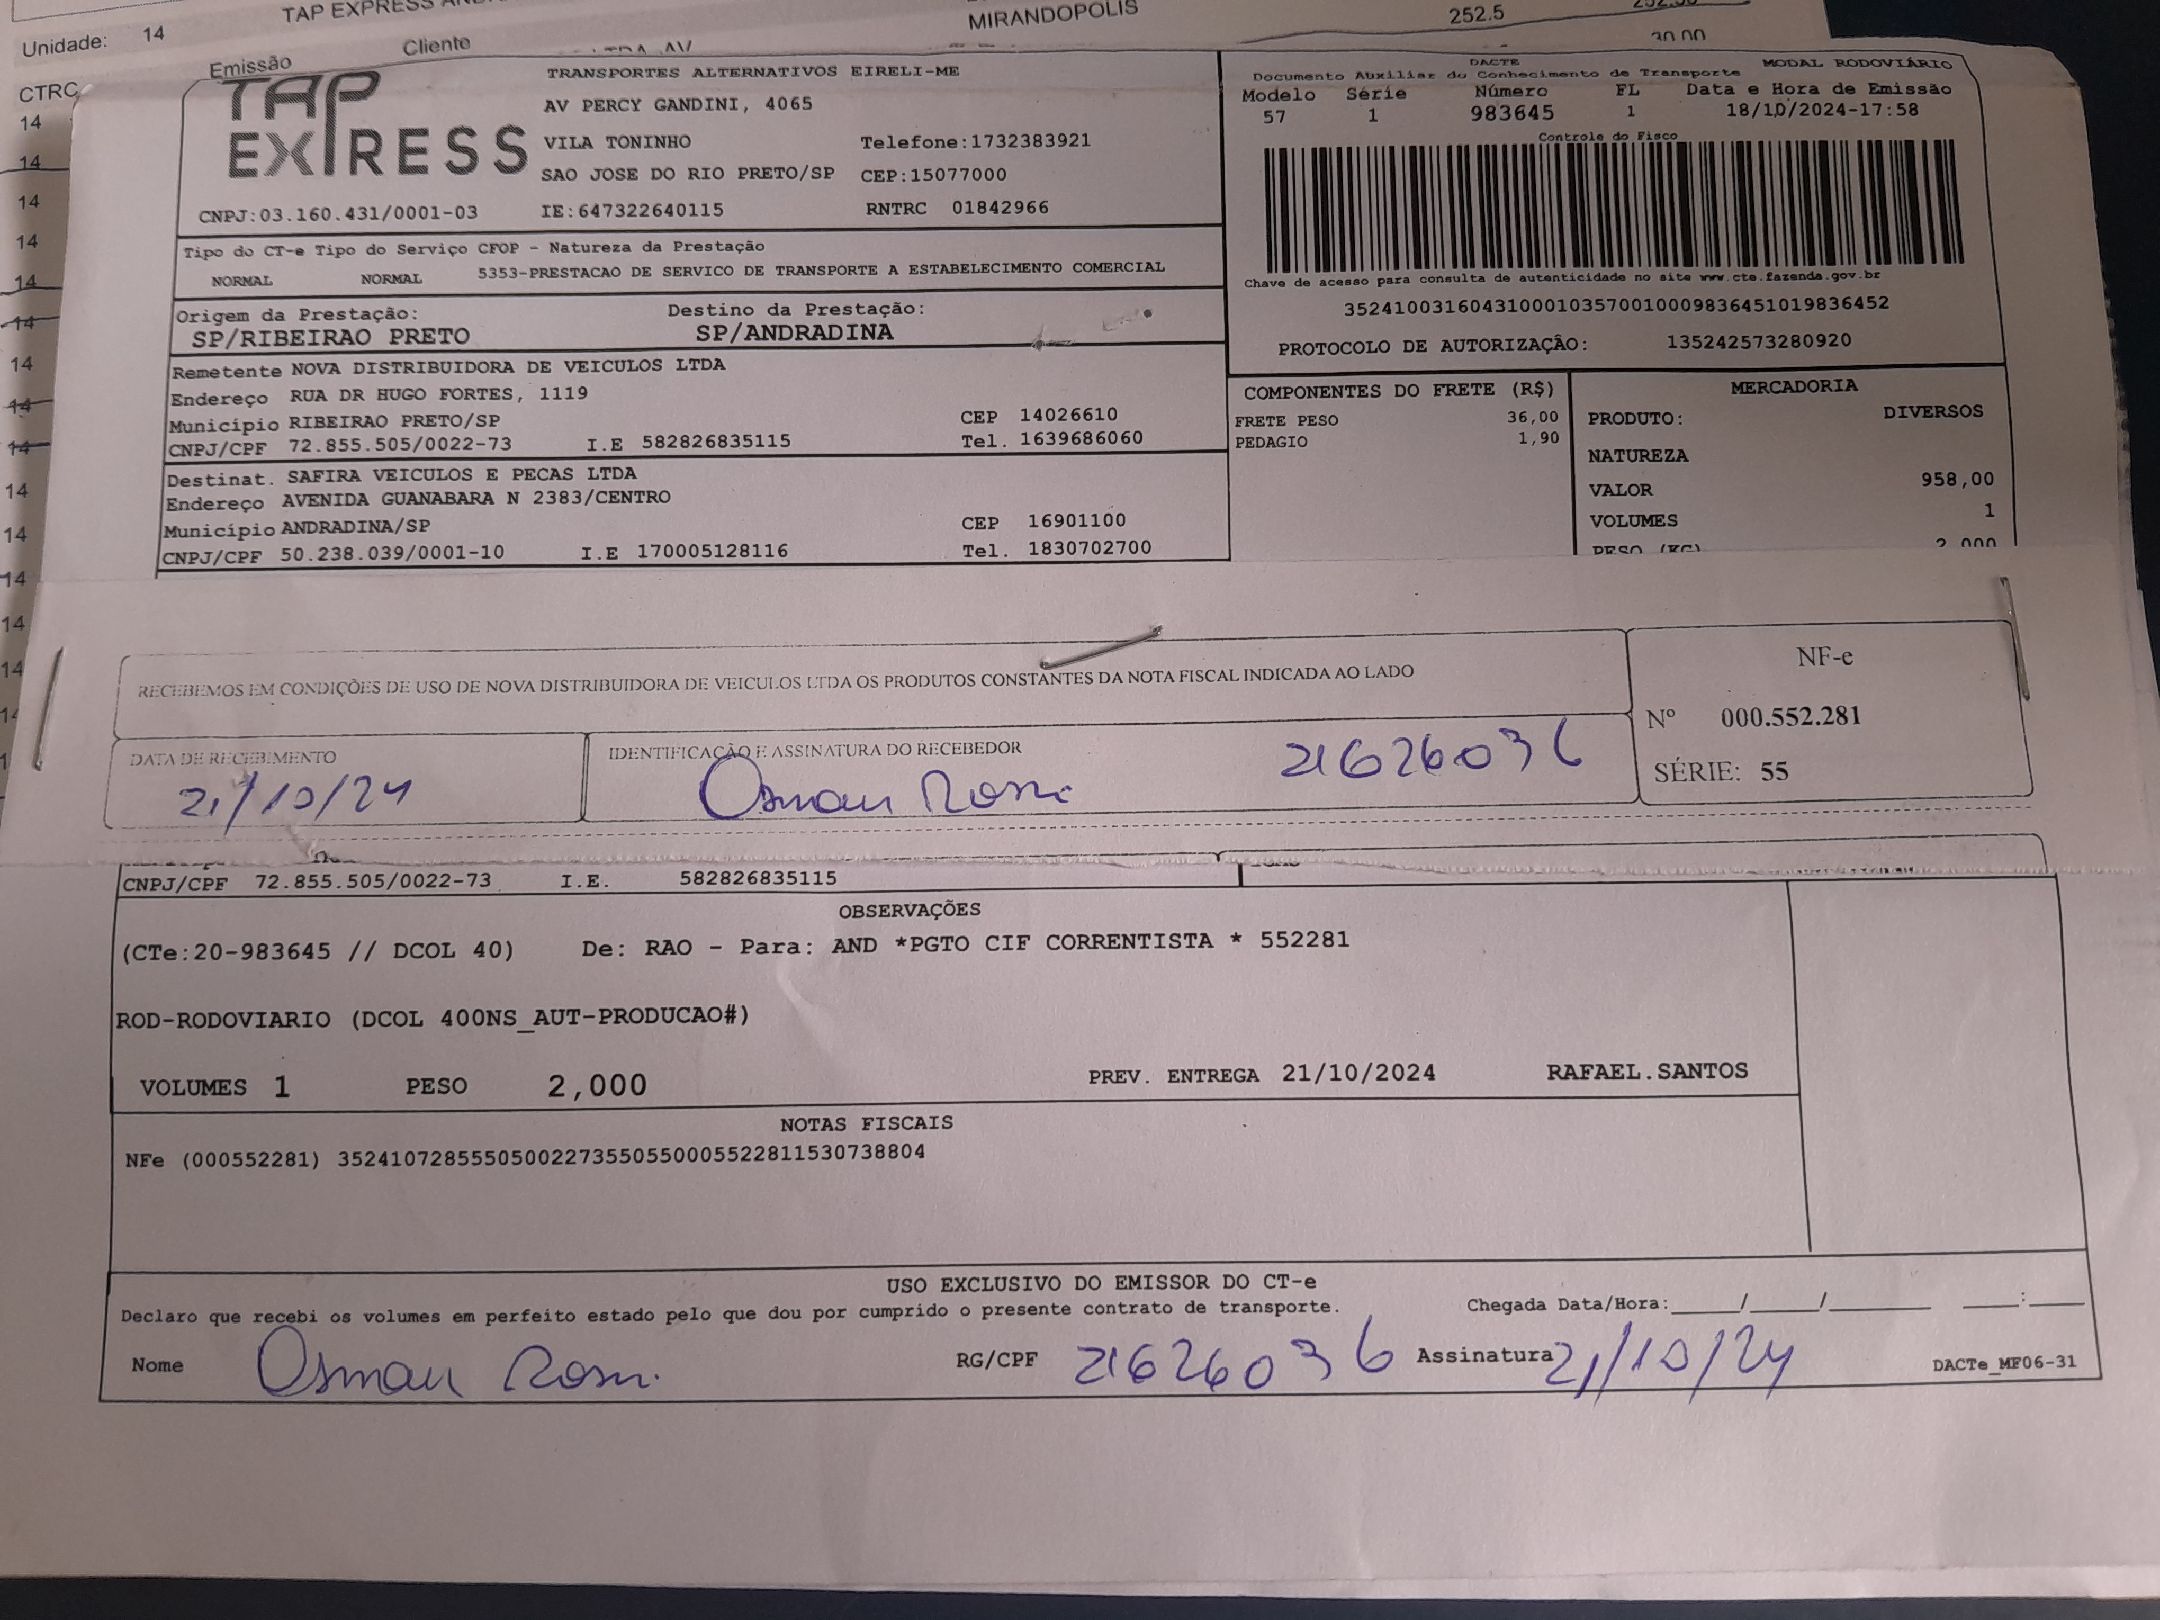 TAP EXPRESS
MIRANDOPOLIS
252.5
Unidade: 14
Emissão
Cliente
CTRC
14
14
14
14
14
14
14
14
14
14
14
14
14
14
TAP EXPRESS
TRANSPORTES ALTERNATIVOS EIRELI-ME
AV PERCY GANDINI, 4065
VILA TONINHO Telefone:1732383921
SAO JOSE DO RIO PRETO/SP CEP:15077000
CNPJ:03.160.431/0001-03 IE:647322640115 RNTRC 01842966
DACTE MODAL RODOVIÁRIO
Documento Auxiliar do Conhecimento de Transporte
Modelo Série Número FL Data e Hora de Emissão
57 1 983645 1 18/10/2024-17:58
Controle do Fisco
Chave de acesso para consulta de autenticidade no site www.cte.fazenda.gov.br
35241003160431000103570010009836451019836452
PROTOCOLO DE AUTORIZAÇÃO: 135242573280920
Tipo do CT-e Tipo do Serviço CFOP - Natureza da Prestação
NORMAL NORMAL 5353-PRESTACAO DE SERVICO DE TRANSPORTE A ESTABELECIMENTO COMERCIAL
Origem da Prestação: Destino da Prestação:
SP/RIBEIRAO PRETO SP/ANDRADINA
Remetente NOVA DISTRIBUIDORA DE VEICULOS LTDA
Endereço RUA DR HUGO FORTES, 1119
Município RIBEIRAO PRETO/SP CEP 14026610
CNPJ/CPF 72.855.505/0022-73 I.E 582826835115 Tel. 1639686060
Destinat. SAFIRA VEICULOS E PECAS LTDA
Endereço AVENIDA GUANABARA N 2383/CENTRO
Município ANDRADINA/SP CEP 16901100
CNPJ/CPF 50.238.039/0001-10 I.E 170005128116 Tel. 1830702700
COMPONENTES DO FRETE (R$)
FRETE PESO 36,00
PEDAGIO 1,90
MERCADORIA
PRODUTO: DIVERSOS
NATUREZA
VALOR 958,00
VOLUMES 1
PESO (KG) 2,000
RECEBEMOS EM CONDIÇÕES DE USO DE NOVA DISTRIBUIDORA DE VEICULOS LTDA OS PRODUTOS CONSTANTES DA NOTA FISCAL INDICADA AO LADO
DATA DE RECEBIMENTO
21/10/24
IDENTIFICAÇÃO E ASSINATURA DO RECEBEDOR
Osmau Rosni 21626036
NF-e
Nº 000.552.281
SÉRIE: 55
CNPJ/CPF 72.855.505/0022-73 I.E. 582826835115
OBSERVAÇÕES
(CTe:20-983645 // DCOL 40) De: RAO - Para: AND *PGTO CIF CORRENTISTA * 552281
ROD-RODOVIARIO (DCOL 400NS_AUT-PRODUCAO#)
VOLUMES 1 PESO 2,000 PREV. ENTREGA 21/10/2024 RAFAEL.SANTOS
NOTAS FISCAIS
NFe (000552281) 35241072855505002273550550005522811530738804
USO EXCLUSIVO DO EMISSOR DO CT-e
Declaro que recebi os volumes em perfeito estado pelo que dou por cumprido o presente contrato de transporte. Chegada Data/Hora:_____/_____/_______ ____:____
Nome Osmau Rosni RG/CPF 21626036 Assinatura 21/10/24 DACTe_MF06-31